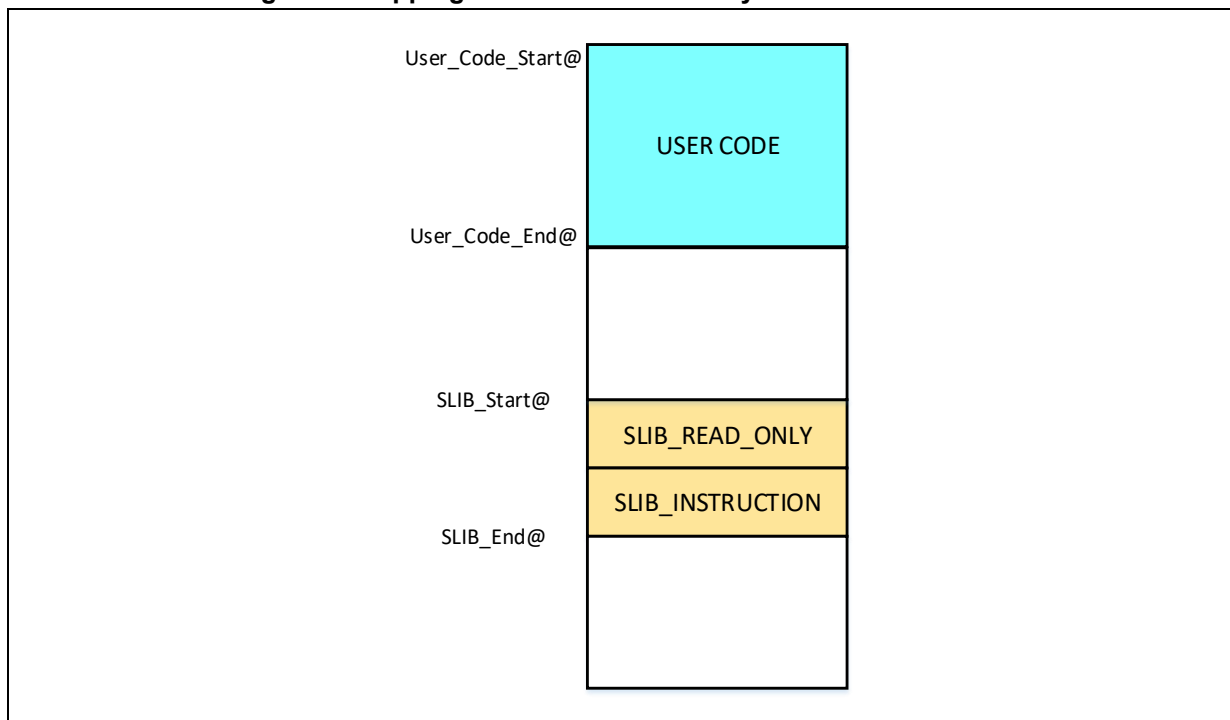 User_Code_Start@
USER CODE
User_Code_End@
SLIB_Start@
SLIB_READ_ONLY
SLIB_INSTRUCTION
SLIB_End@